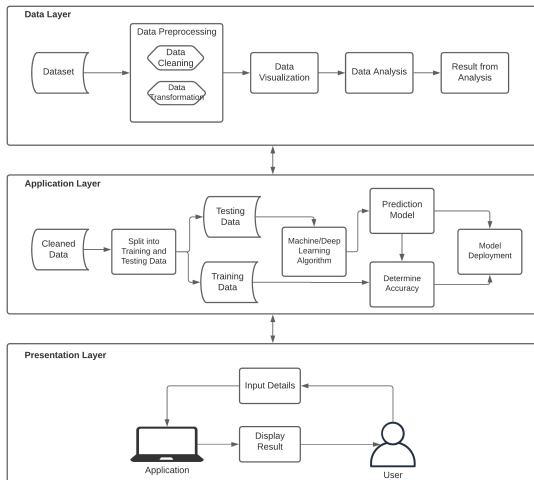 Data Layer
Data Preprocessing
Data
Cleaning
Data
Transformation
Dataset
Data
Visualization
Data Analysis
Result from
Analysis
Application Layer
Cleaned
Data
Split into
Training and
Testing Data
Testing
Data
Training
Data
Machine/Deep
Learning
Algorithm
Prediction
Model
Determine
Accuracy
Model
Deployment
Presentation Layer
Input Details
Display
Result
Application
User